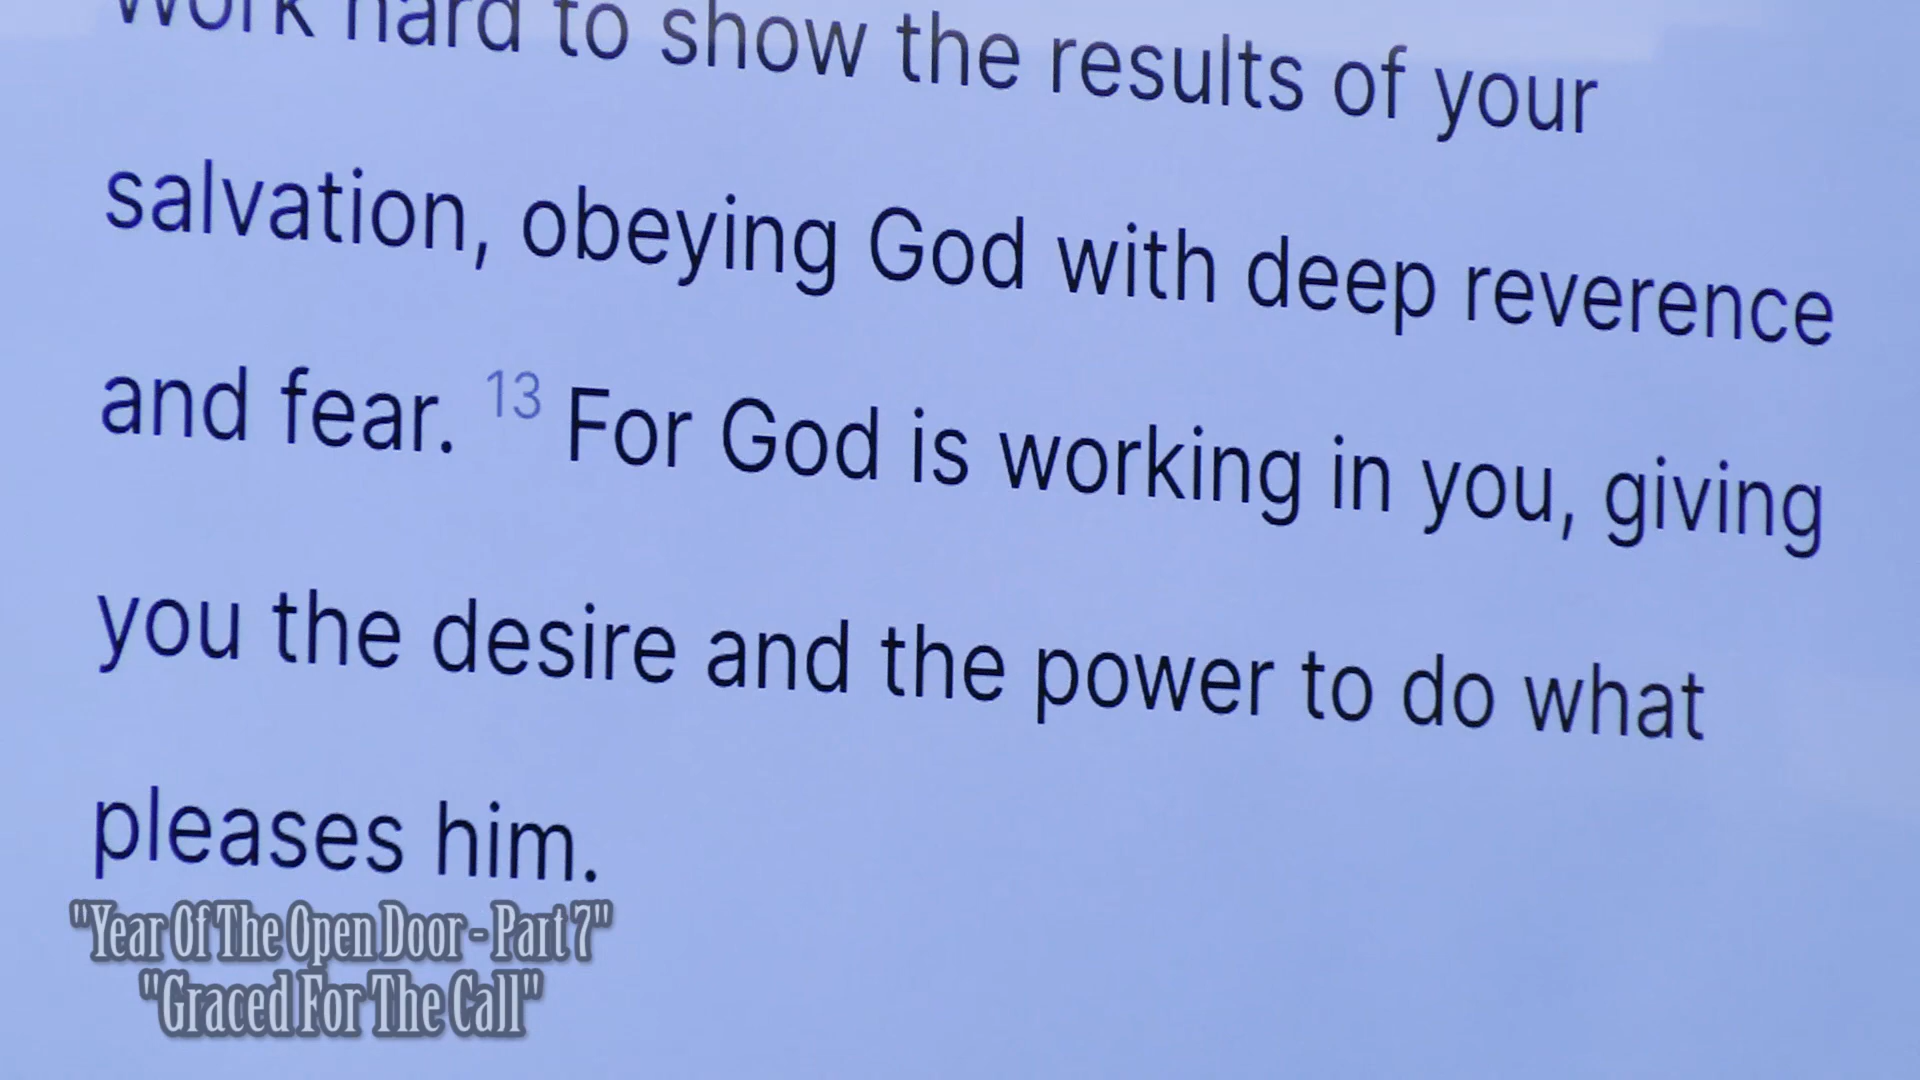 Work hard to show the results of your
salvation, obeying God with deep reverence
and fear. 13 For God is working in you, giving
you the desire and the power to do what
pleases him.
"Year Of The Open Door - Part 7"
"Graced For The Call"